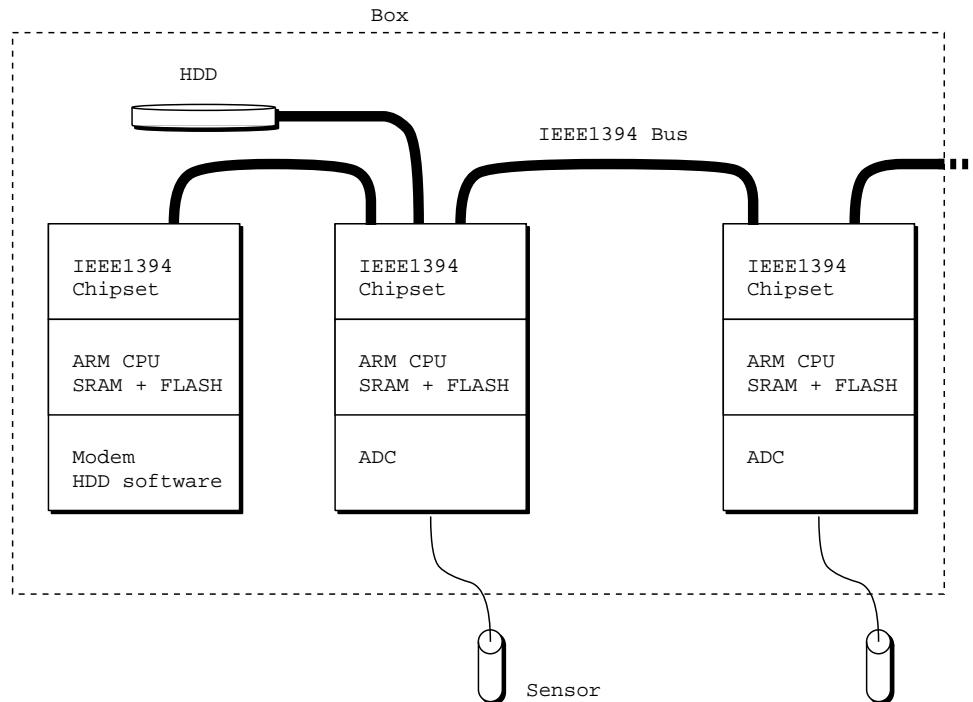 Box
HDD
IEEE1394 Bus
IEEE1394
Chipset
ARM CPU
SRAM + FLASH
Modem
HDD software
IEEE1394
Chipset
ARM CPU
SRAM + FLASH
ADC
IEEE1394
Chipset
ARM CPU
SRAM + FLASH
ADC
Sensor